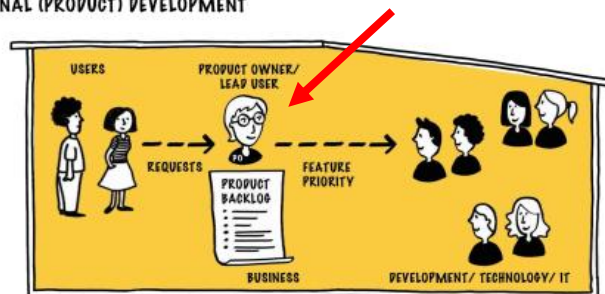 NAL (PRODUCT) DEVELOPMENT
USERS
PRODUCT OWNER/
LEAD USER
PO
REQUESTS
FEATURE
PRIORITY
PRODUCT
BACKLOG
BUSINESS
DEVELOPMENT/ TECHNOLOGY/ IT